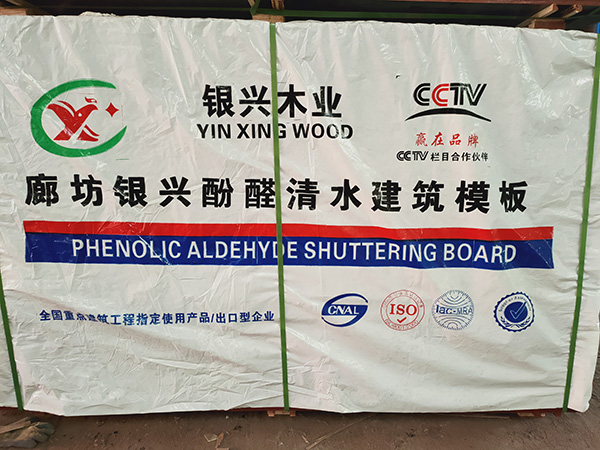 银兴木业
YIN XING WOOD
CCTV
赢在品牌
CCTV 栏目合作伙伴
廊坊银兴酚醛清水建筑模板
PHENOLIC ALDEHYDE SHUTTERING BOARD
全国重点建筑工程指定使用产品/出口型企业
CNAL
ISO
ilac-MRA